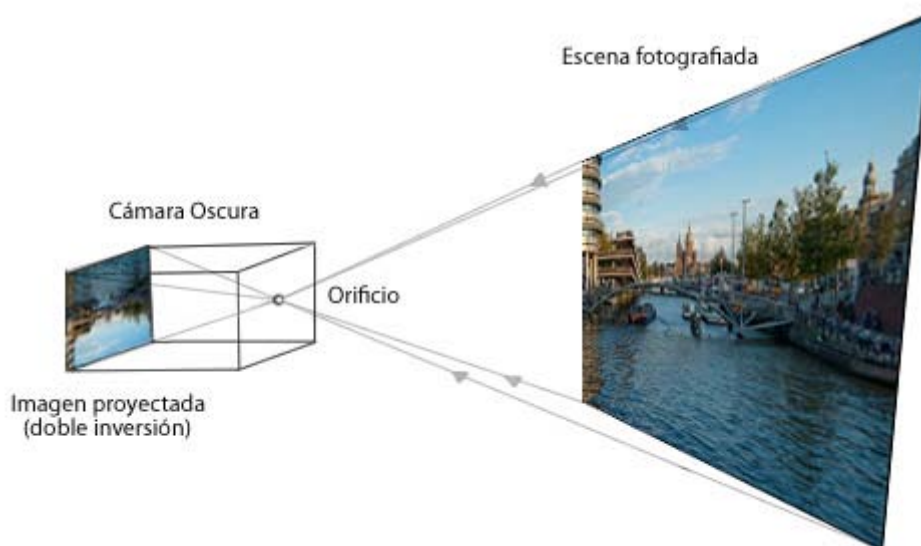 Escena fotografiada
Cámara Oscura
Orificio
Imagen proyectada
(doble inversión)